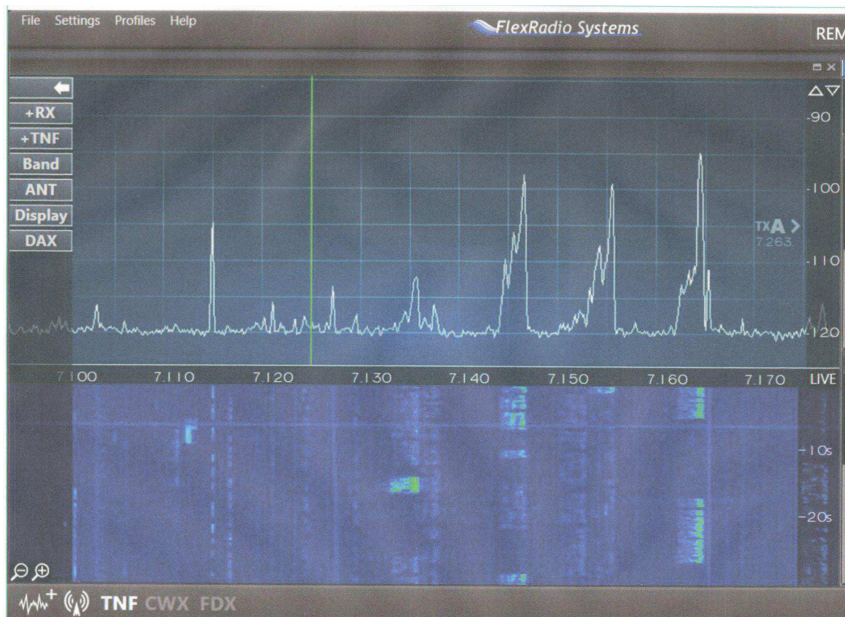 File Settings Profiles Help
FlexRadio Systems
REM
+RX
+TNF
Band
ANT
Display
DAX
-90
-100
TXA >
7.263
-110
-120
7.100 7.110 7.120 7.130 7.140 7.150 7.160 7.170 LIVE
-10s
-20s
TNF CWX FDX